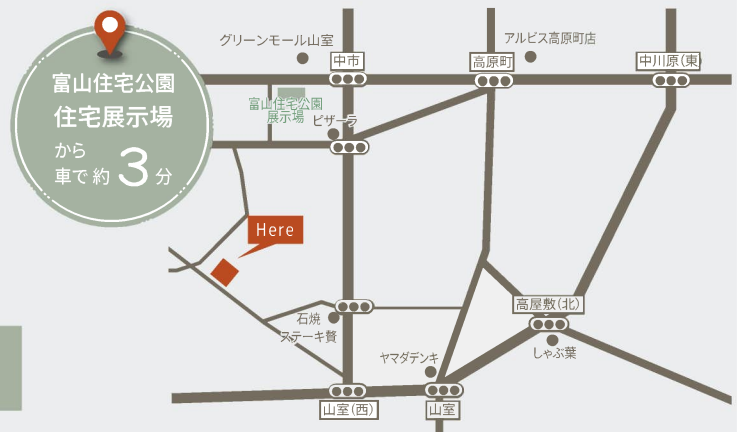 富山住宅公園
住宅展示場
から
車で約3分
グリーンモール山室
中市
高原町
アルビス高原町店
中川原(東)
富山住宅公園
展示場
ビザーラ
Here
石焼
ステーキ贅
高屋敷(北)
しゃぶ葉
ヤマダデンキ
山室(西)
山室